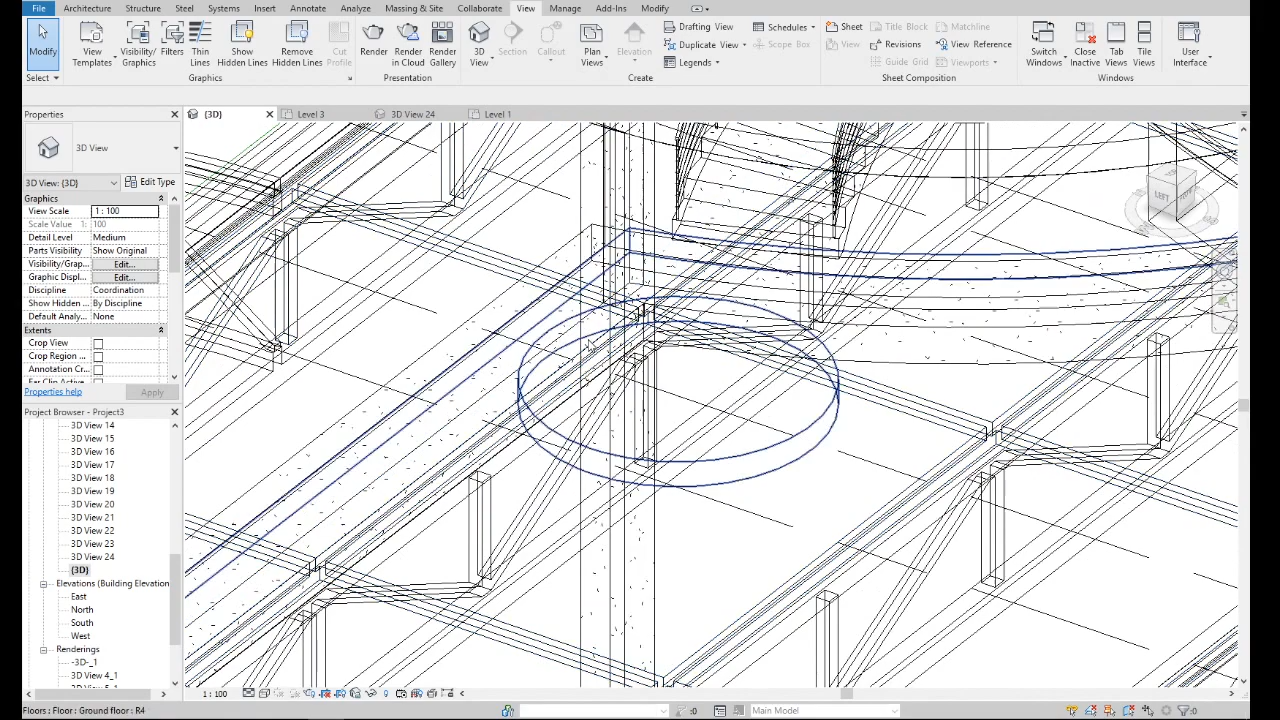 File Architecture Structure Steel Systems Insert Annotate Analyze Massing & Site Collaborate View Manage Add-Ins Modify
Modify View Templates Visibility/ Graphics Filters Thin Lines Show Hidden Lines Remove Hidden Lines Cut Profile Render Render in Cloud Render Gallery 3D View Section Callout Plan Views Elevation Drafting View Duplicate View Legends Schedules Scope Box Sheet View Title Block Revisions Guide Grid Matchline View Reference Viewports Switch Windows Close Inactive Tab Views Tile Views User Interface
Select Graphics Presentation Create Sheet Composition Windows
Properties
{3D} Level 3 3D View 24 Level 1
3D View
3D View: {3D} Edit Type
Graphics
View Scale 1 : 100
Scale Value 1: 100
Detail Level Medium
Parts Visibility Show Original
Visibility/Grap... Edit...
Graphic Displ... Edit...
Discipline Coordination
Show Hidden ... By Discipline
Default Analy... None
Extents
Crop View
Crop Region ...
Annotation Cr...
Far Clip Active
Properties help Apply
Project Browser - Project3
3D View 14
3D View 15
3D View 16
3D View 17
3D View 18
3D View 19
3D View 20
3D View 21
3D View 22
3D View 23
3D View 24
{3D}
Elevations (Building Elevation
East
North
South
West
Renderings
-3D-_1
3D View 4_1
LEFT
1 : 100
Floors : Floor : Ground floor : R4 :0 Main Model :0